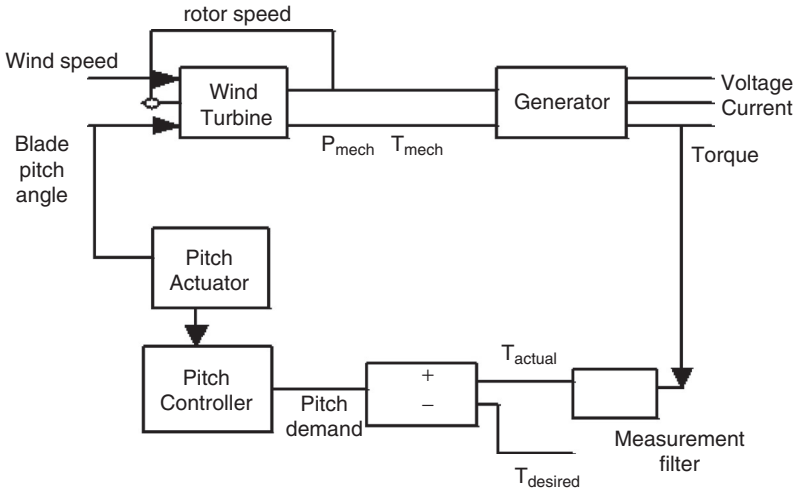 rotor speed
Wind speed
Wind
Turbine
Generator
Voltage
Current
Blade
pitch
angle
Pmech Tmech
Torque
Pitch
Actuator
Pitch
Controller
Pitch
demand
+
−
Tactual
Tdesired
Measurement
filter